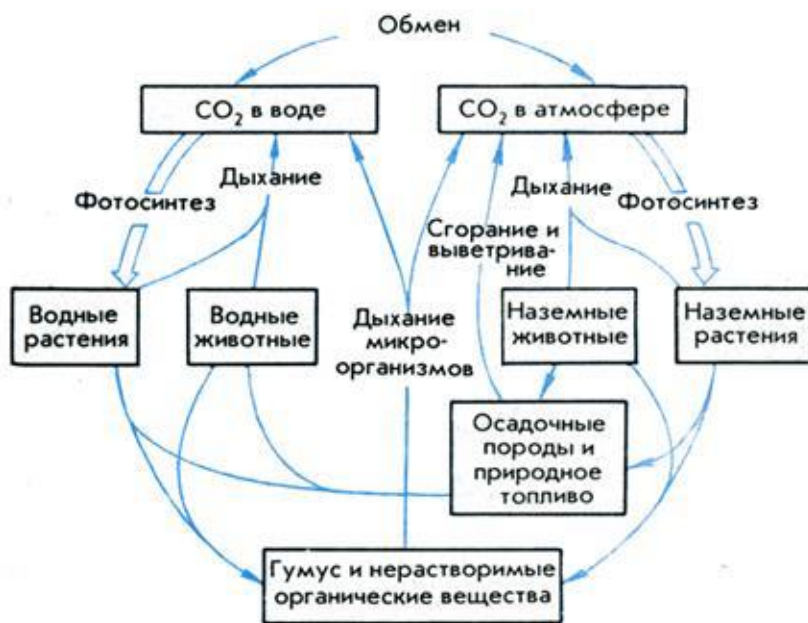 Обмен
CO₂ в воде
CO₂ в атмосфере
Дыхание
Фотосинтез
Дыхание
Фотосинтез
Сгорание и
выветрива-
ние
Водные
растения
Водные
животные
Дыхание
микро-
организмов
Наземные
животные
Наземные
растения
Осадочные
породы и
природное
топливо
Гумус и нерастворимые
органические вещества